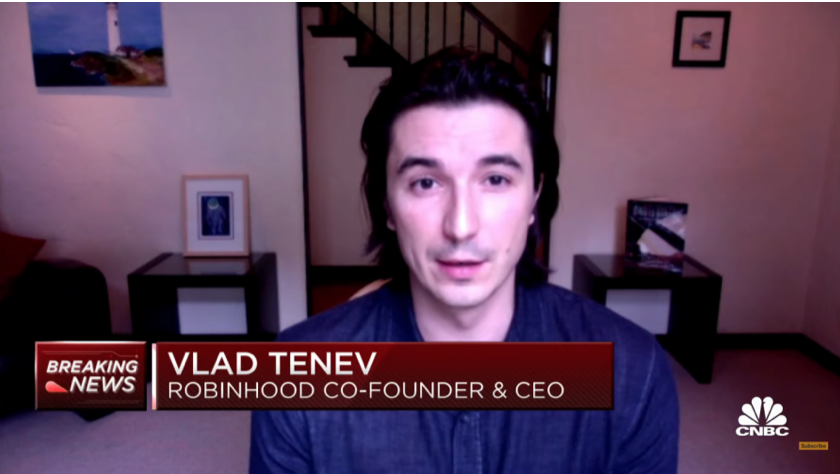 BREAKING
NEWS
VLAD TENEV
ROBINHOOD CO-FOUNDER & CEO
CNBC
Subscribe